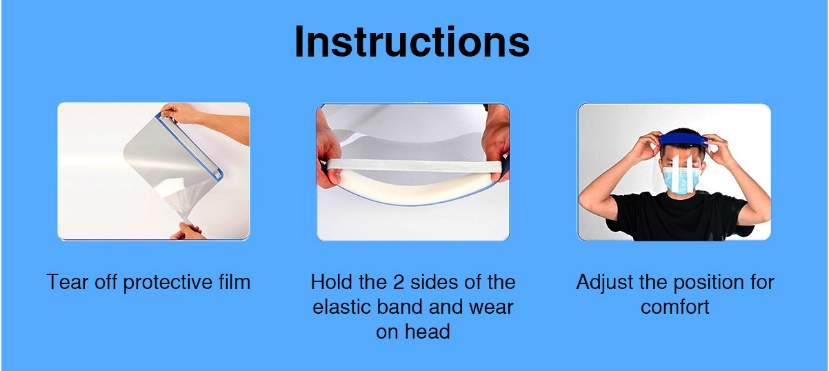 Instructions
Tear off protective film
Hold the 2 sides of the
elastic band and wear
on head
Adjust the position for
comfort